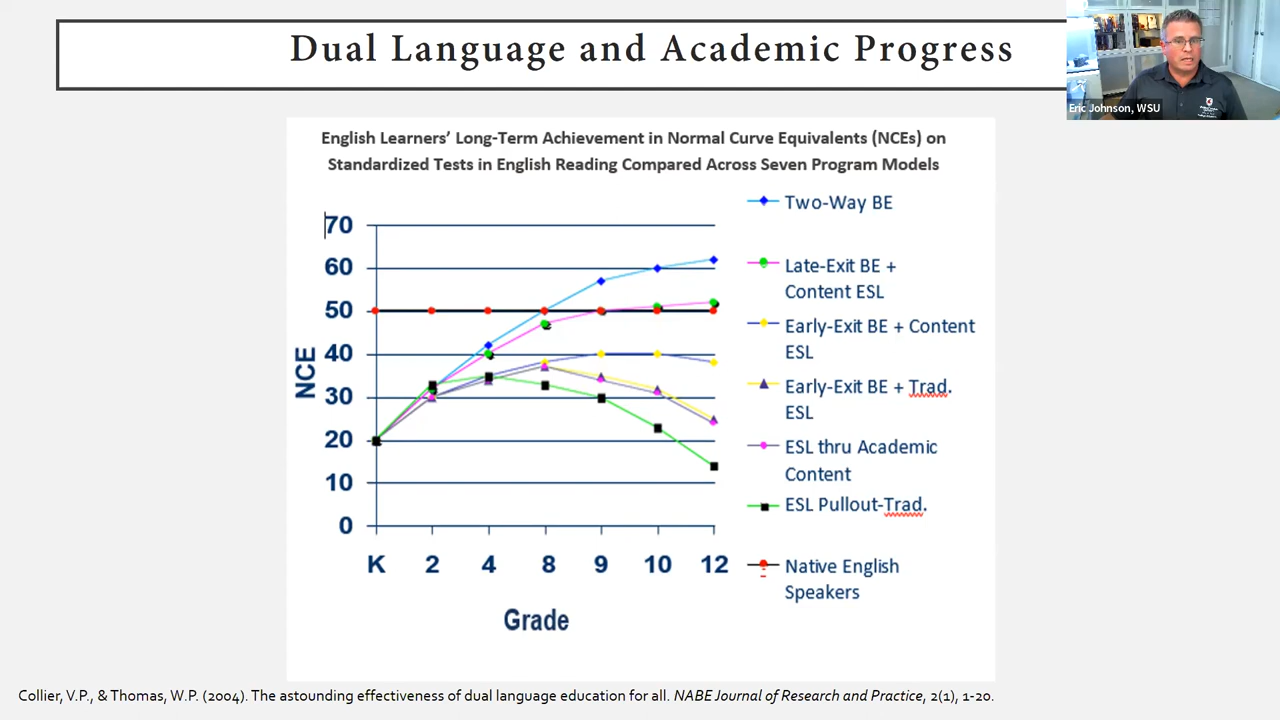 Dual Language and Academic Progress
Eric Johnson, WSU
English Learners' Long-Term Achievement in Normal Curve Equivalents (NCEs) on
Standardized Tests in English Reading Compared Across Seven Program Models
NCE
70
60
50
40
30
20
10
0
K 2 4 8 9 10 12
Grade
Two-Way BE
Late-Exit BE +
Content ESL
Early-Exit BE + Content
ESL
Early-Exit BE + Trad.
ESL
ESL thru Academic
Content
ESL Pullout-Trad.
Native English
Speakers
Collier, V.P., & Thomas, W.P. (2004). The astounding effectiveness of dual language education for all. NABE Journal of Research and Practice, 2(1), 1-20.